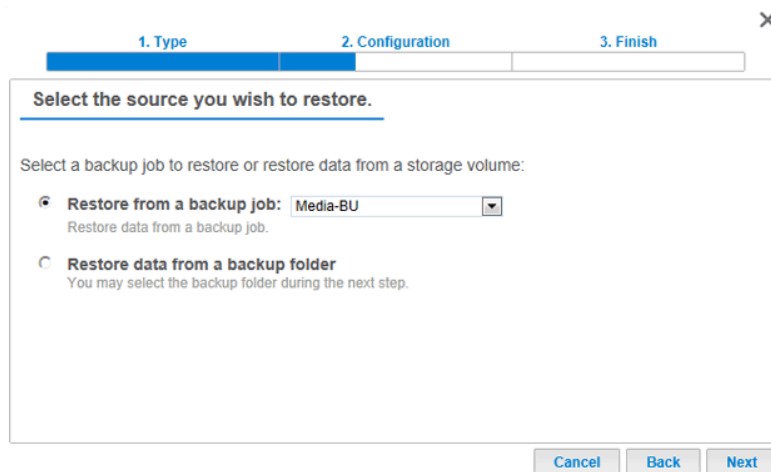 1. Type 2. Configuration 3. Finish
Select the source you wish to restore.
Select a backup job to restore or restore data from a storage volume:
Restore from a backup job: Media-BU
Restore data from a backup job.
Restore data from a backup folder
You may select the backup folder during the next step.
Cancel Back Next